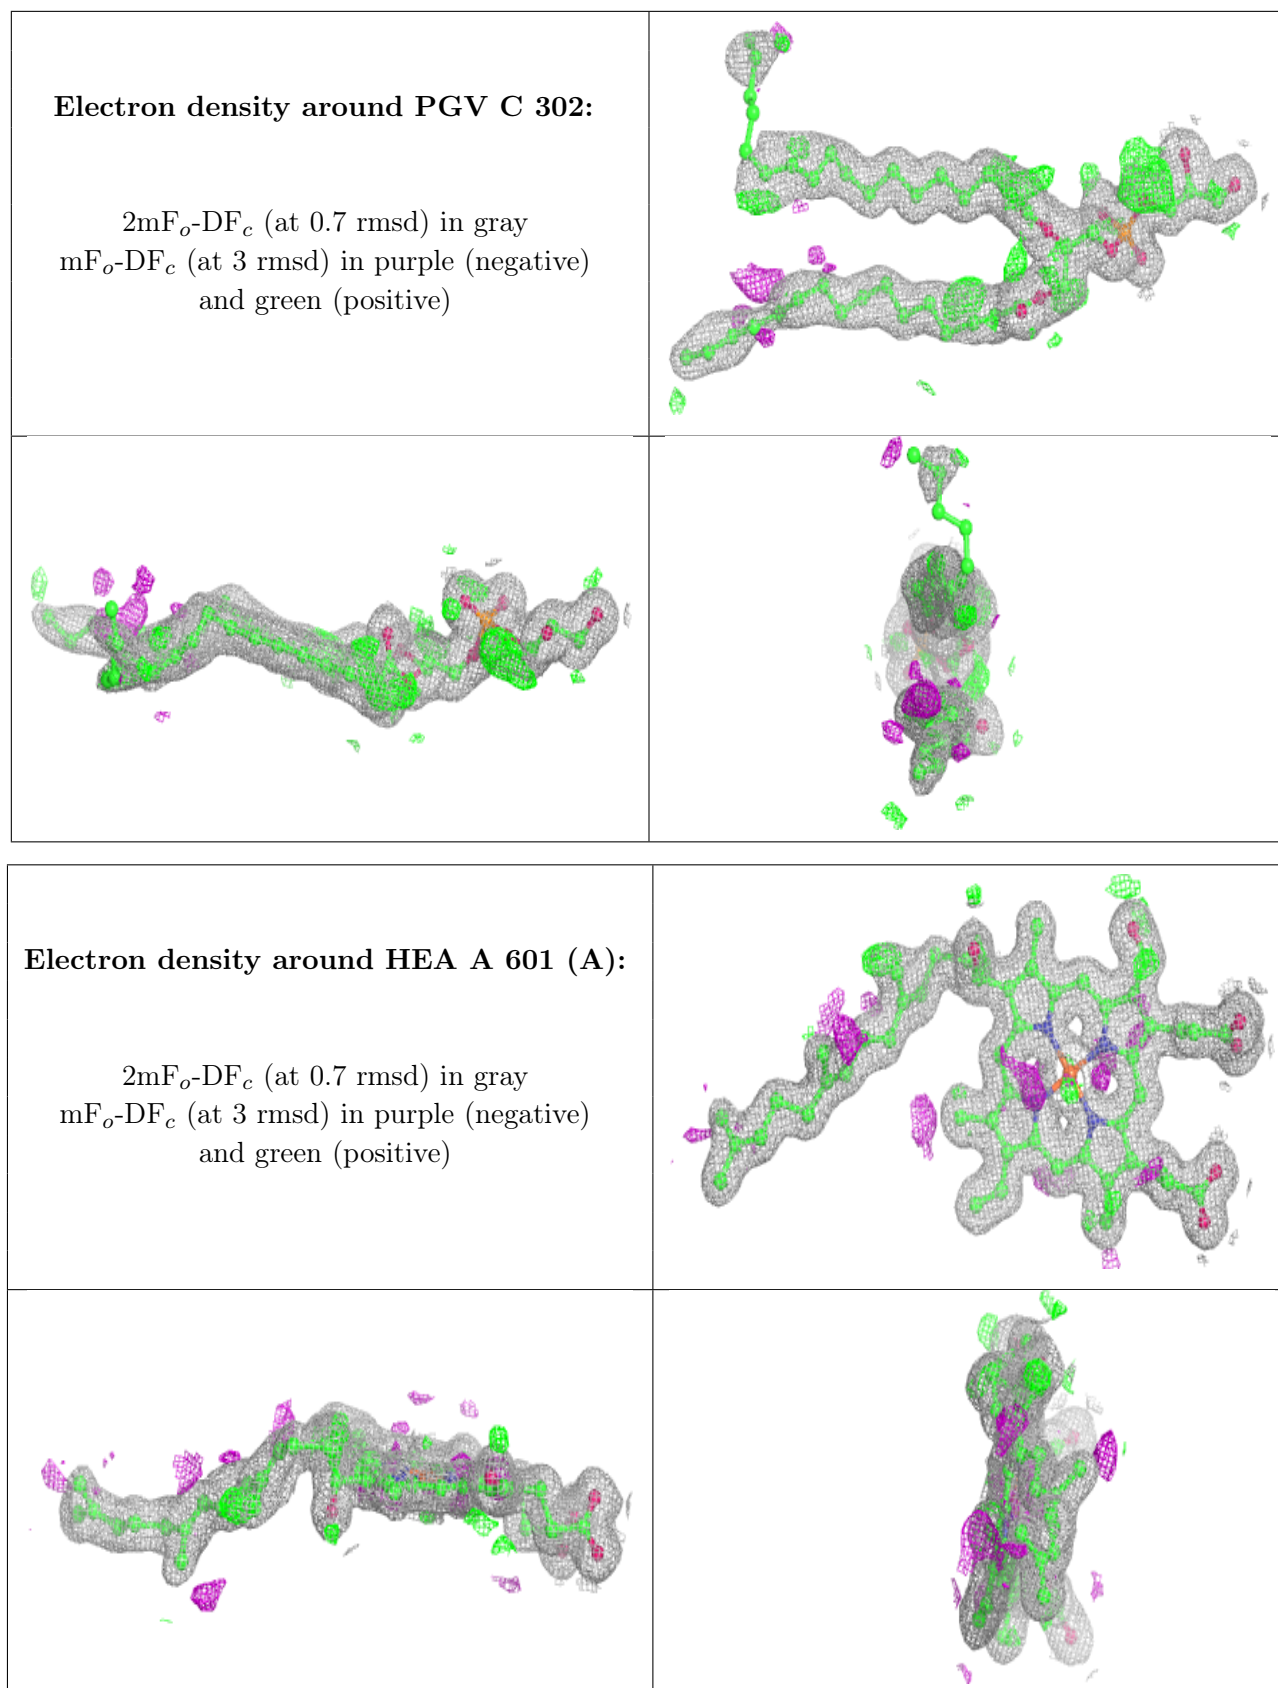 Electron density around PGV C 302:
2mFo-DFc (at 0.7 rmsd) in gray
mFo-DFc (at 3 rmsd) in purple (negative)
and green (positive)
Electron density around HEA A 601 (A):
2mFo-DFc (at 0.7 rmsd) in gray
mFo-DFc (at 3 rmsd) in purple (negative)
and green (positive)